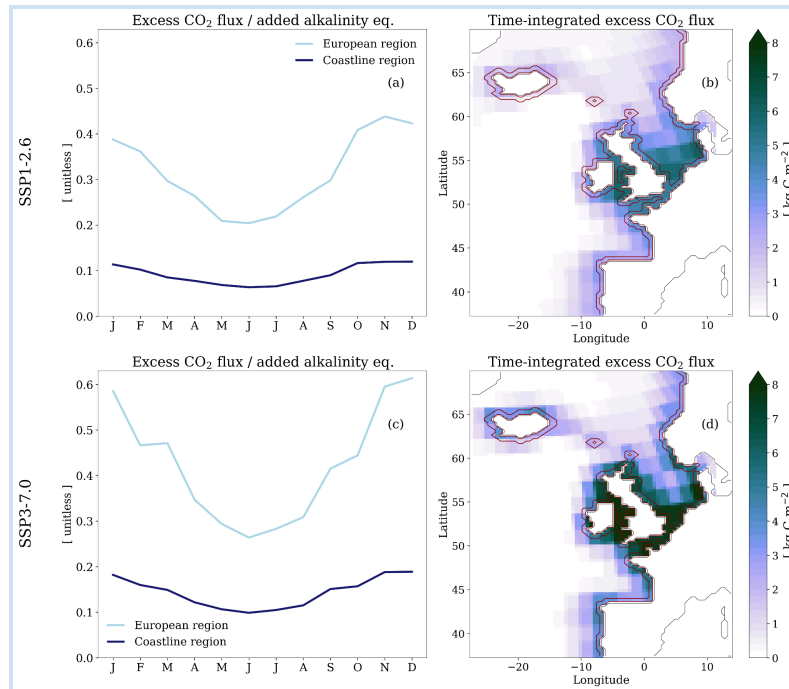 Excess CO₂ flux / added alkalinity eq.
Time-integrated excess CO₂ flux
SSP1-2.6
[ unitless ]
0.6
0.5
0.4
0.3
0.2
0.1
0.0
J F M A M J J A S O N D
European region
Coastline region
(a)
Latitude
65
60
55
50
45
40
−20 −10 0 10
Longitude
(b)
8
7
6
5
4
3
2
1
0
[ kg C m⁻² ]
Excess CO₂ flux / added alkalinity eq.
Time-integrated excess CO₂ flux
SSP3-7.0
[ unitless ]
0.6
0.5
0.4
0.3
0.2
0.1
0.0
J F M A M J J A S O N D
European region
Coastline region
(c)
Latitude
65
60
55
50
45
40
−20 −10 0 10
Longitude
(d)
8
7
6
5
4
3
2
1
0
[ kg C m⁻² ]